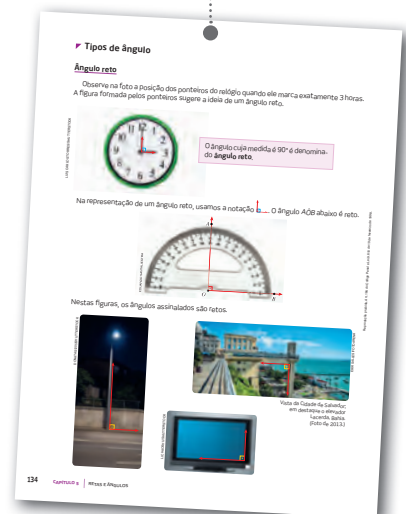 Tipos de ângulo
Ângulo reto
Observe na foto a posição dos ponteiros do relógio quando ele marca exatamente 3 horas.
A figura formada pelos ponteiros sugere a ideia de um ângulo reto.
O ângulo cuja medida é 90° é denomina-
do ângulo reto.
Na representação de um ângulo reto, usamos a notação . O ângulo AÔB abaixo é reto.
A
O
B
Nestas figuras, os ângulos assinalados são retos.
Vista da Cidade de Salvador;
em destaque o elevador
Lacerda, Bahia.
(Foto de 2013.)
134 CAPÍTULO 5 RETAS E ÂNGULOS